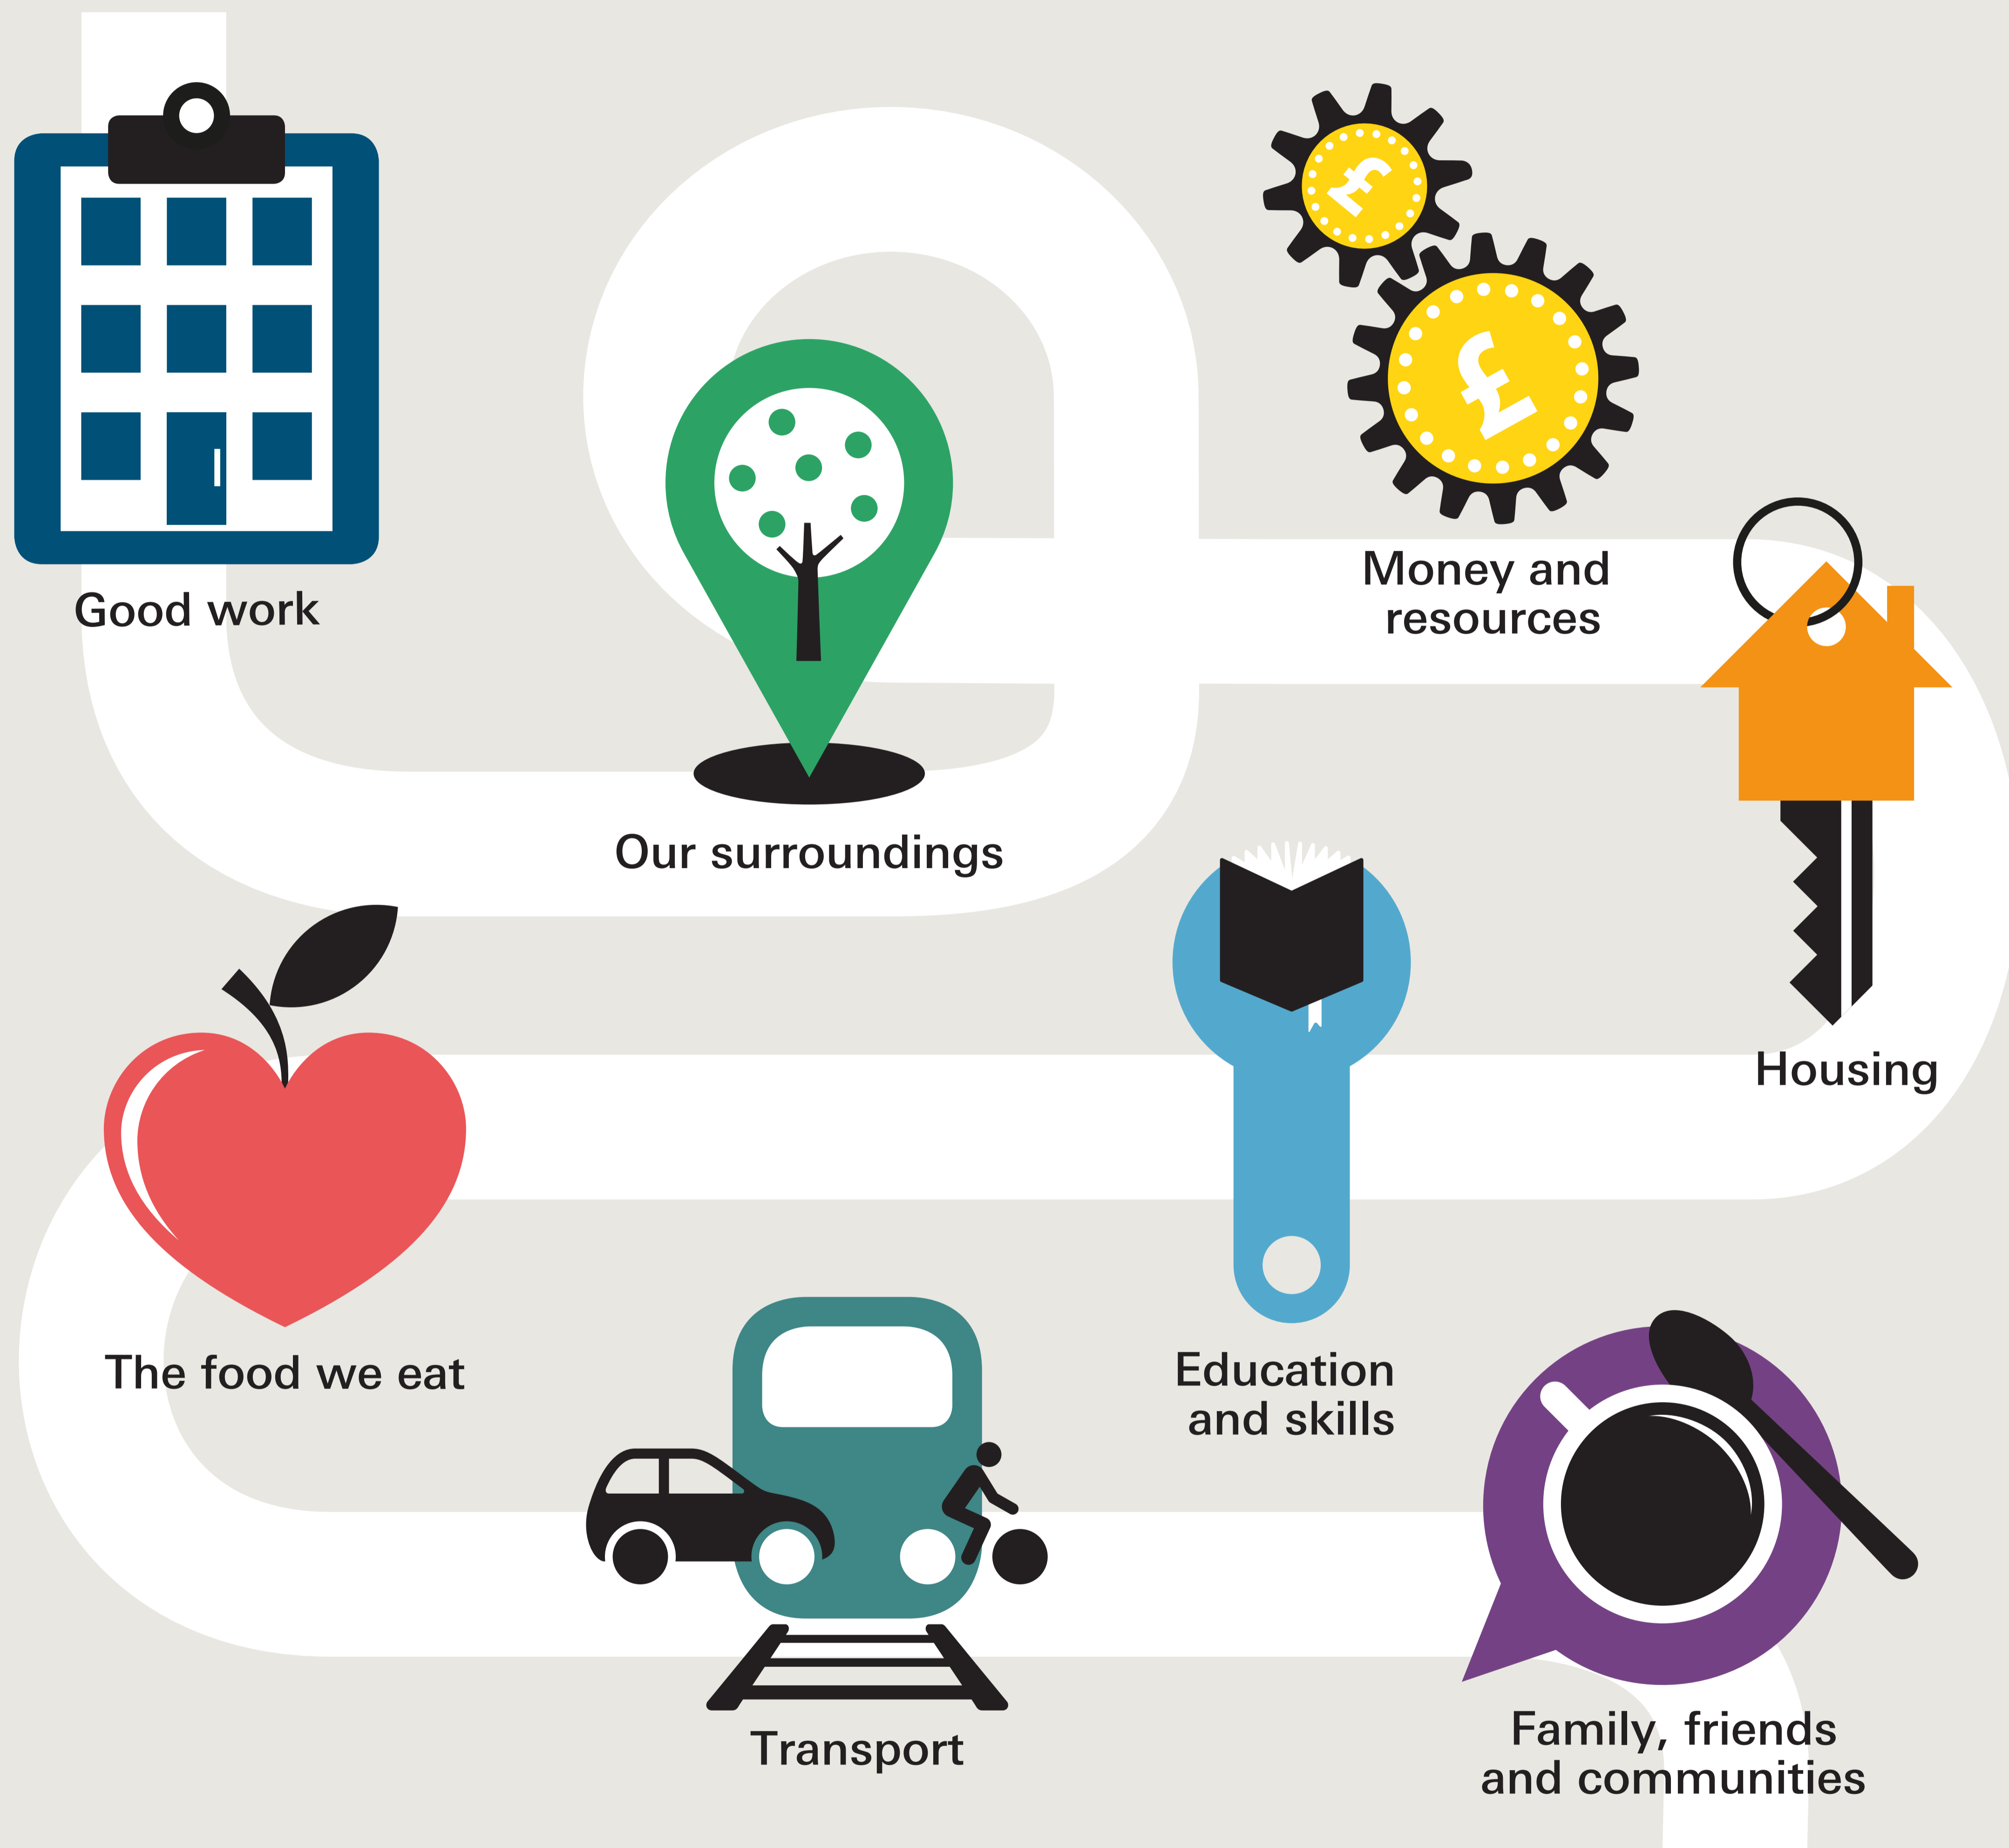 £
£
Good work
Money and
resources
Our surroundings
Housing
The food we eat
Education
and skills
Transport
Family, friends
and communities